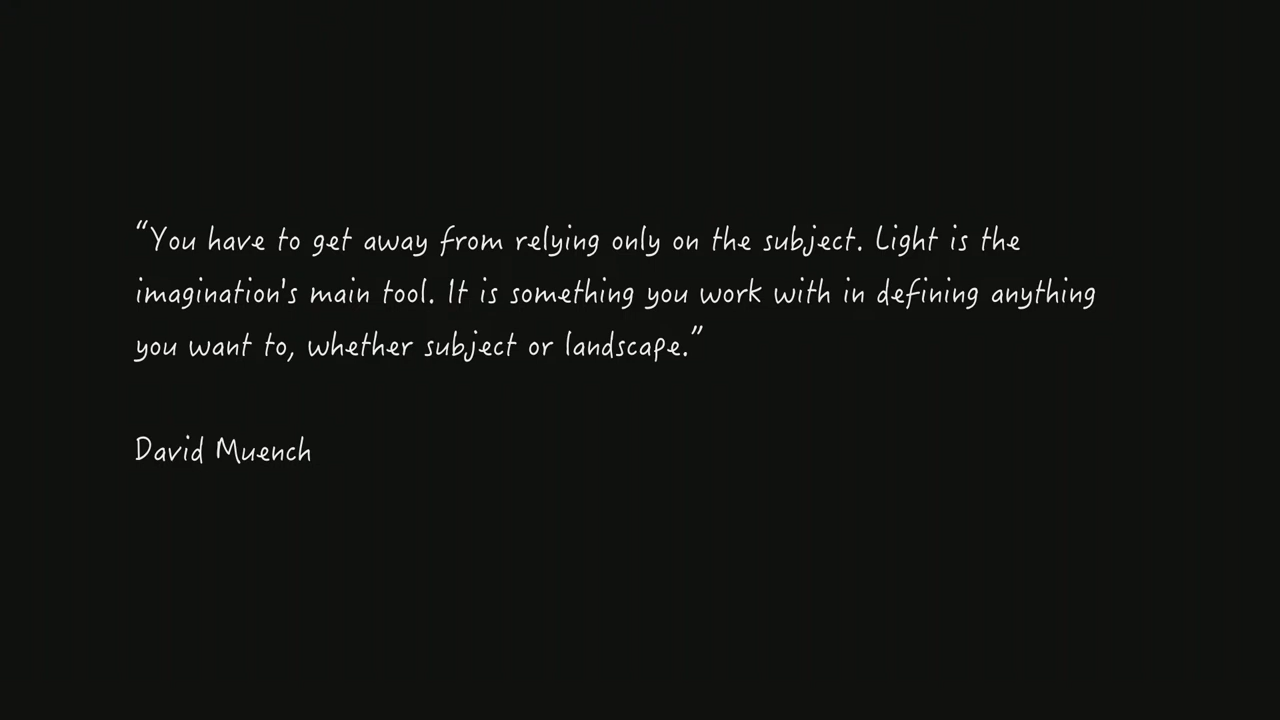 “You have to get away from relying only on the subject. Light is the
imagination's main tool. It is something you work with in defining anything
you want to, whether subject or landscape.”
David Muench